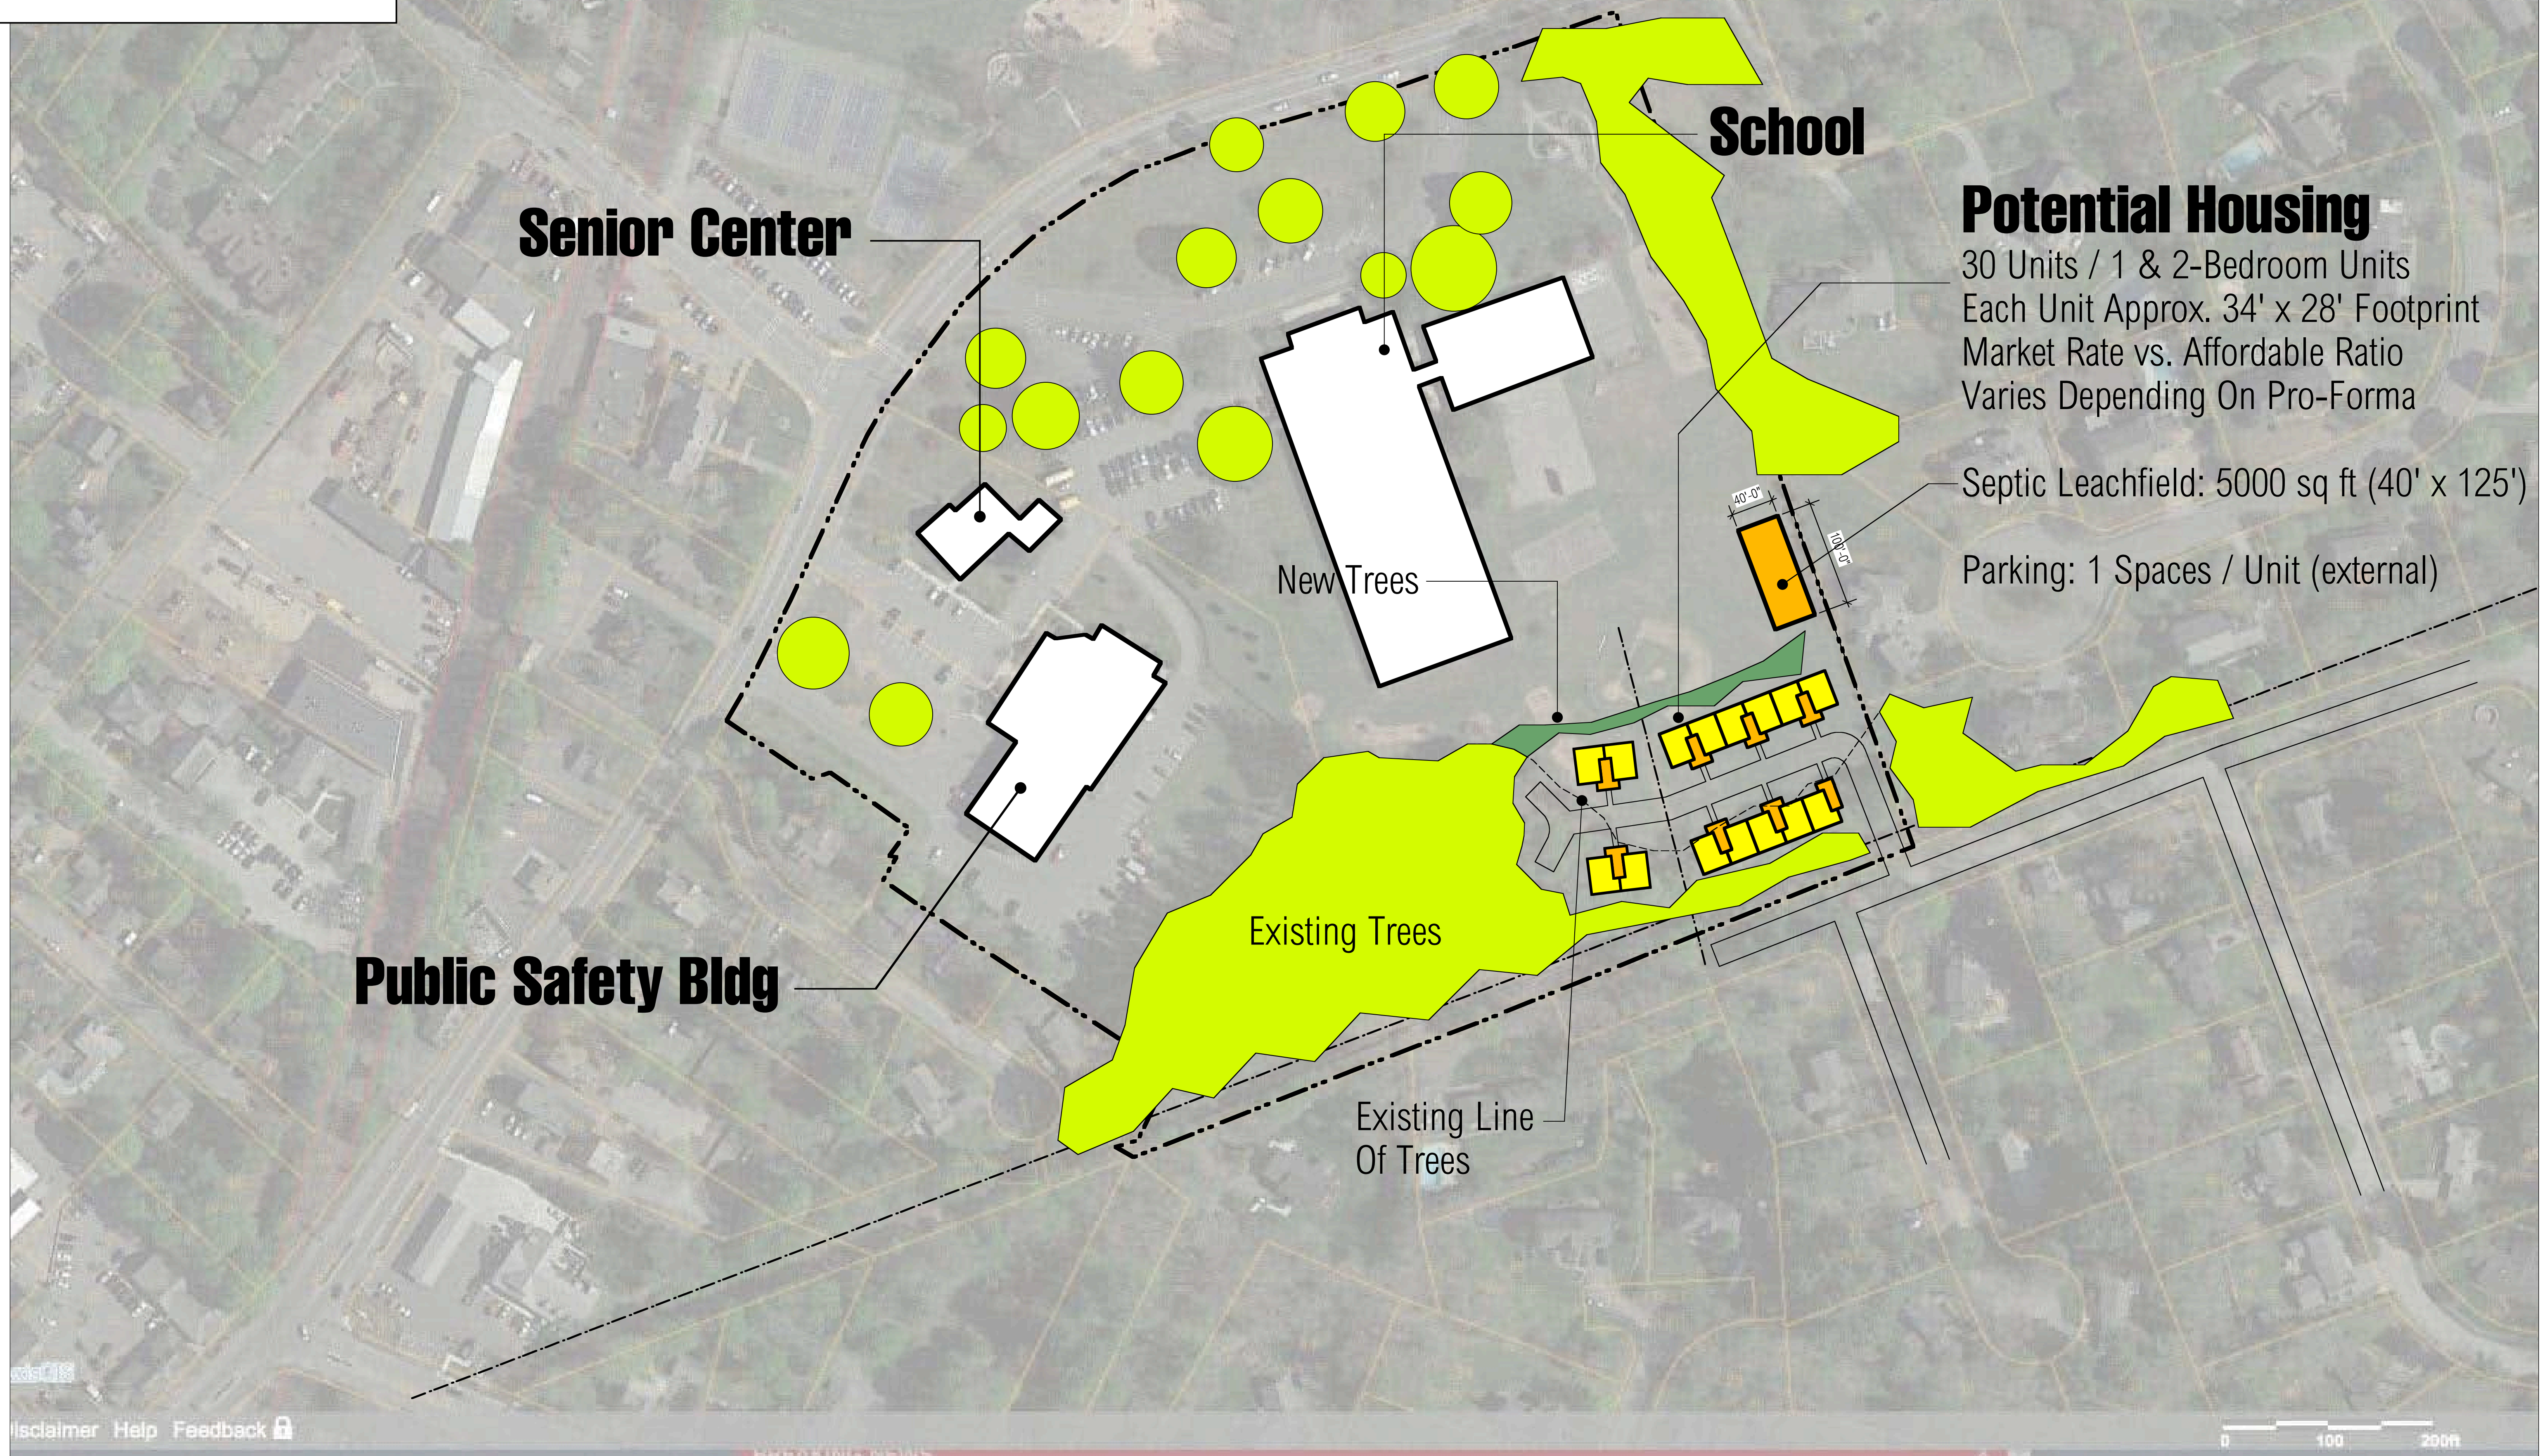 School
Senior Center
Potential Housing
30 Units / 1 & 2-Bedroom Units
Each Unit Approx. 34' x 28' Footprint
Market Rate vs. Affordable Ratio
Varies Depending On Pro-Forma
Septic Leachfield: 5000 sq ft (40' x 125')
40'-0"
100'-0"
Parking: 1 Spaces / Unit (external)
New Trees
Existing Trees
Public Safety Bldg
Existing Line
Of Trees
Help Feedback
0 100 200ft